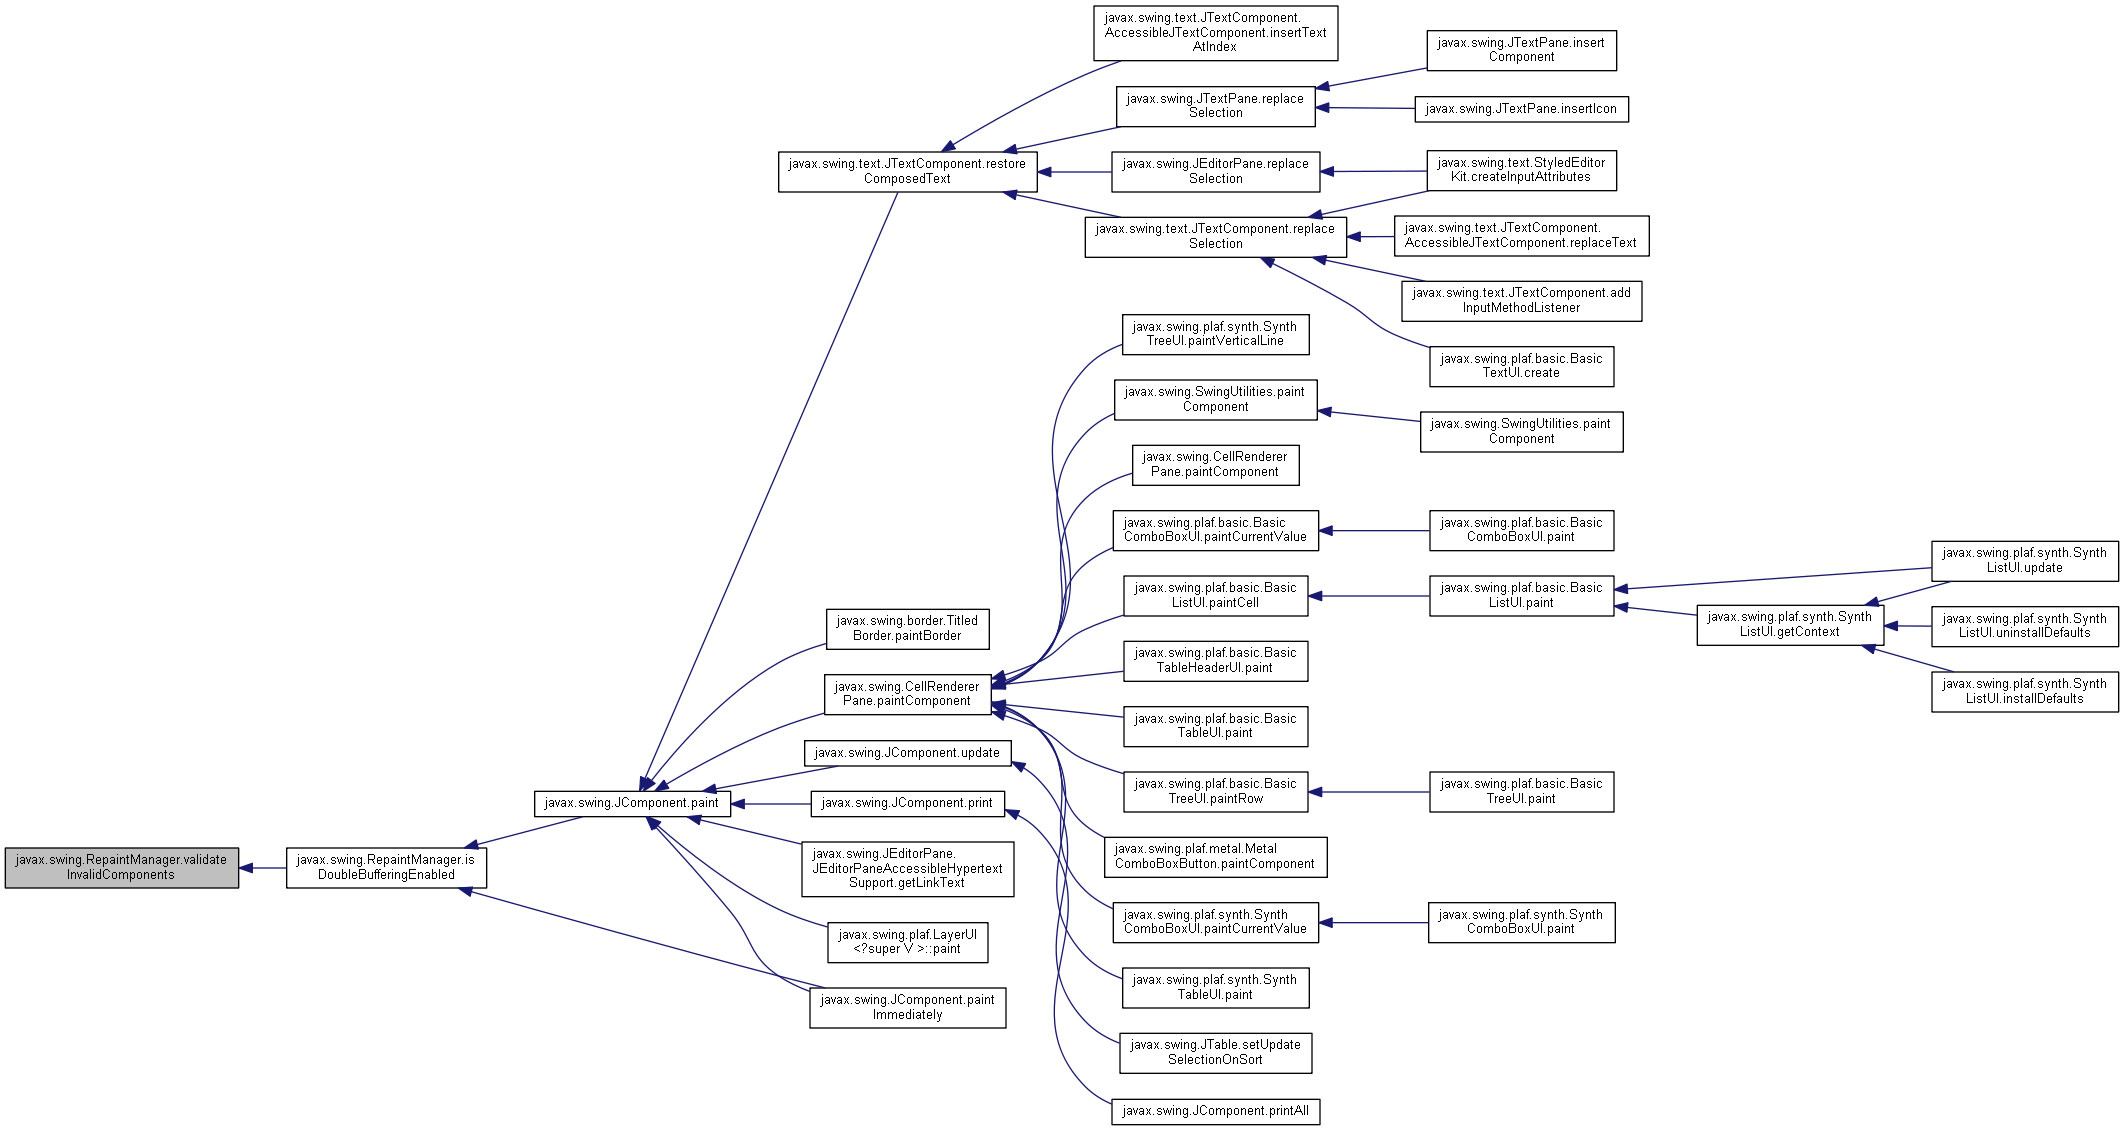 javax.swing.RepaintManager.validate
InvalidComponents
javax.swing.RepaintManager.is
DoubleBufferingEnabled
javax.swing.JComponent.paint
javax.swing.text.JTextComponent.restore
ComposedText
javax.swing.border.Titled
Border.paintBorder
javax.swing.CellRenderer
Pane.paintComponent
javax.swing.JComponent.update
javax.swing.JComponent.print
javax.swing.JEditorPane.
JEditorPaneAccessibleHypertext
Support.getLinkText
javax.swing.plaf.LayerUI
<?super V >::paint
javax.swing.JComponent.paint
Immediately
javax.swing.text.JTextComponent.
AccessibleJTextComponent.insertText
AtIndex
javax.swing.JTextPane.replace
Selection
javax.swing.JEditorPane.replace
Selection
javax.swing.text.JTextComponent.replace
Selection
javax.swing.plaf.synth.Synth
TreeUI.paintVerticalLine
javax.swing.SwingUtilities.paint
Component
javax.swing.CellRenderer
Pane.paintComponent
javax.swing.plaf.basic.Basic
ComboBoxUI.paintCurrentValue
javax.swing.plaf.basic.Basic
ListUI.paintCell
javax.swing.plaf.basic.Basic
TableHeaderUI.paint
javax.swing.plaf.basic.Basic
TableUI.paint
javax.swing.plaf.basic.Basic
TreeUI.paintRow
javax.swing.plaf.metal.Metal
ComboBoxButton.paintComponent
javax.swing.plaf.synth.Synth
ComboBoxUI.paintCurrentValue
javax.swing.plaf.synth.Synth
TableUI.paint
javax.swing.JTable.setUpdate
SelectionOnSort
javax.swing.JComponent.printAll
javax.swing.JTextPane.insert
Component
javax.swing.JTextPane.insertIcon
javax.swing.text.StyledEditor
Kit.createInputAttributes
javax.swing.text.JTextComponent.
AccessibleJTextComponent.replaceText
javax.swing.text.JTextComponent.add
InputMethodListener
javax.swing.plaf.basic.Basic
TextUI.create
javax.swing.SwingUtilities.paint
Component
javax.swing.plaf.basic.Basic
ComboBoxUI.paint
javax.swing.plaf.basic.Basic
ListUI.paint
javax.swing.plaf.basic.Basic
TreeUI.paint
javax.swing.plaf.synth.Synth
ComboBoxUI.paint
javax.swing.plaf.synth.Synth
ListUI.getContext
javax.swing.plaf.synth.Synth
ListUI.update
javax.swing.plaf.synth.Synth
ListUI.uninstallDefaults
javax.swing.plaf.synth.Synth
ListUI.installDefaults